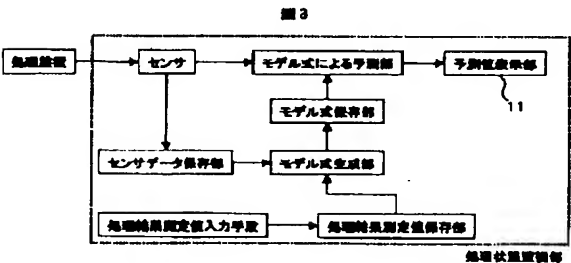 図3
処理装置
センサ
モデル式による予測部
予測値表示部
11
モデル式保存部
センサデータ保存部
モデル式生成部
処理結果測定値入力手段
処理結果測定値保存部
処理状態監視部